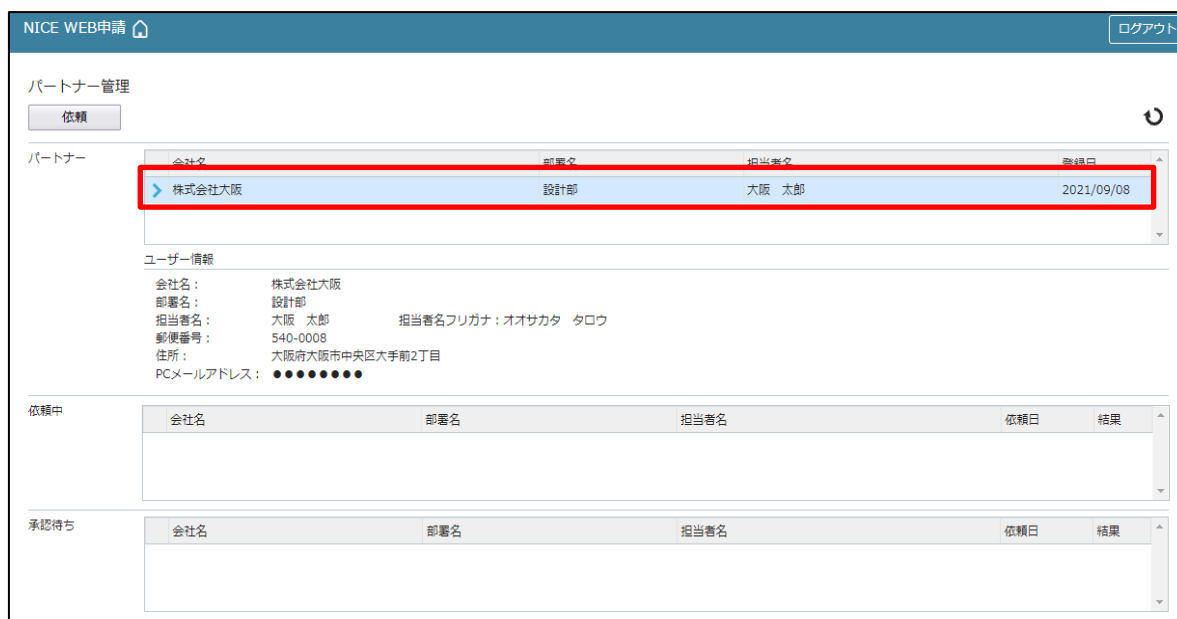 NICE WEB申請 ログアウト
パートナー管理
依頼
パートナー 会社名 部署名 担当者名 登録日
株式会社大阪 設計部 大阪 太郎 2021/09/08
ユーザー情報
会社名： 株式会社大阪
部署名： 設計部
担当者名： 大阪 太郎 担当者名フリガナ：オオサカタ タロウ
郵便番号： 540-0008
住所： 大阪府大阪市中央区大手前2丁目
PCメールアドレス： ●●●●●●●●
依頼中 会社名 部署名 担当者名 依頼日 結果
承認待ち 会社名 部署名 担当者名 依頼日 結果